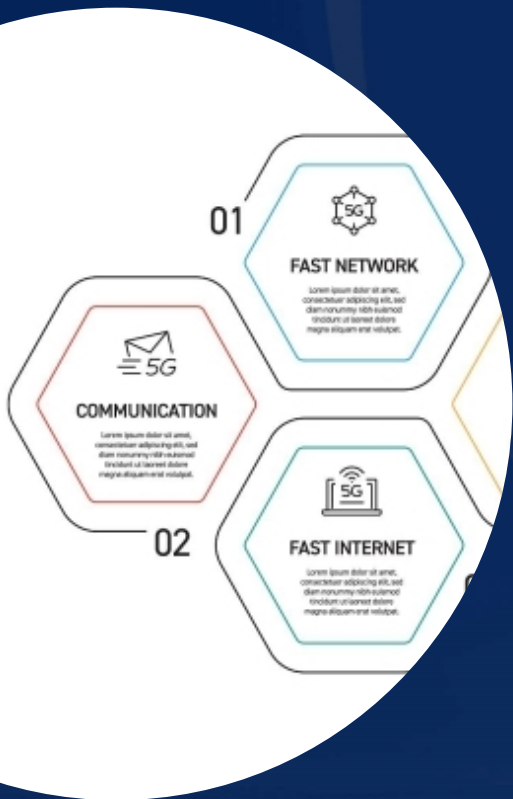 01
5G
FAST NETWORK
Lorem ipsum dolor sit amet,
consectetuer adipiscing elit, sed
diam nonummy nibh euismod
tincidunt ut laoreet dolore
magna aliquam erat volutpat.
5G
COMMUNICATION
Lorem ipsum dolor sit amet,
consectetuer adipiscing elit, sed
diam nonummy nibh euismod
tincidunt ut laoreet dolore
magna aliquam erat volutpat.
02
5G
FAST INTERNET
Lorem ipsum dolor sit amet,
consectetuer adipiscing elit, sed
diam nonummy nibh euismod
tincidunt ut laoreet dolore
magna aliquam erat volutpat.